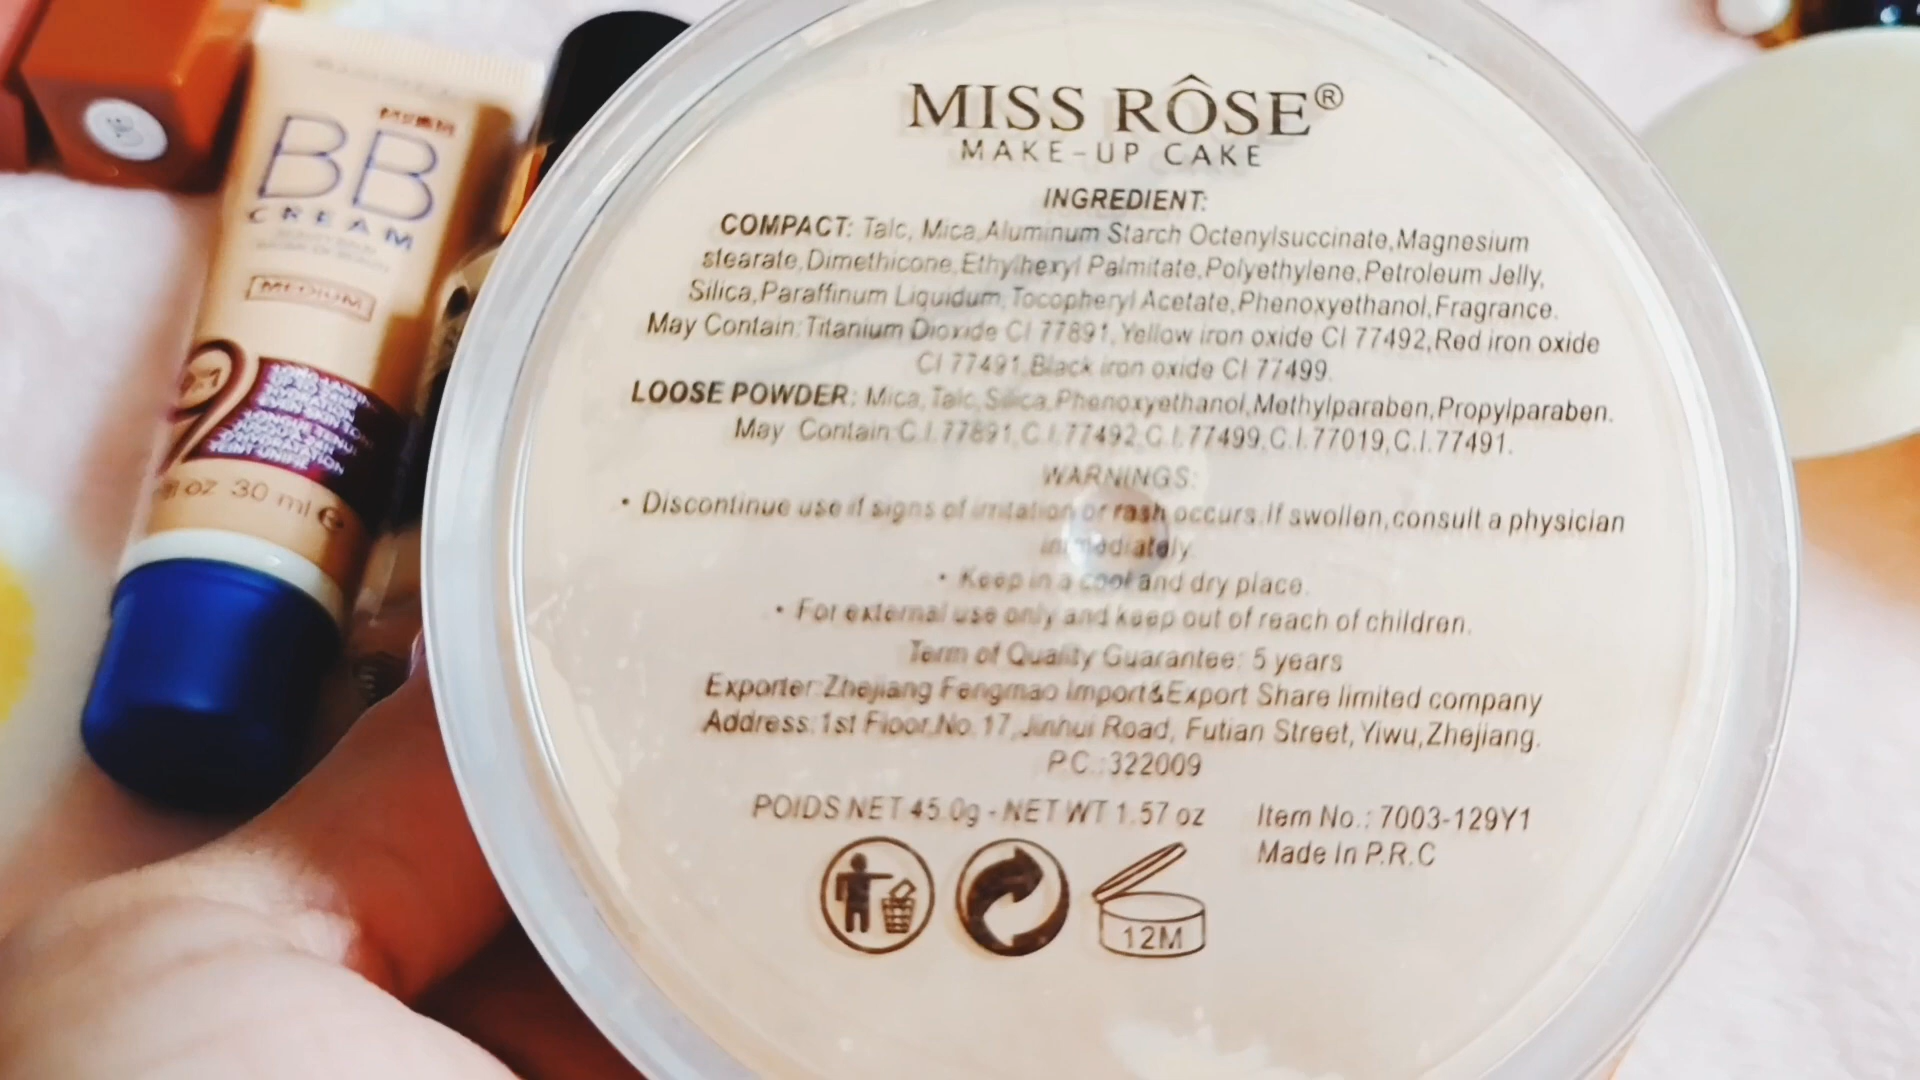 MISS RÔSE®
MAKE-UP CAKE
INGREDIENT:
COMPACT: Talc, Mica,Aluminum Starch Octenylsuccinate,Magnesium
stearate,Dimethicone,Ethylhexyl Palmitate,Polyethylene,Petroleum Jelly,
Silica,Paraffinum Liquidum,Tocopheryl Acetate,Phenoxyethanol,Fragrance.
May Contain:Titanium Dioxide CI 77891,Yellow iron oxide CI 77492,Red iron oxide
CI 77491,Black iron oxide CI 77499.
LOOSE POWDER: Mica,Talc,Silica,Phenoxyethanol,Methylparaben,Propylparaben.
May Contain:C.I.77891,C.I.77492,C.I.77499,C.I.77019,C.I.77491.
WARNINGS:
• Discontinue use if signs of irritation or rash occurs.If swollen,consult a physician
immediately.
• Keep in a cool and dry place.
• For external use only and keep out of reach of children.
Term of Quality Guarantee: 5 years
Exporter:Zhejiang Fengmao Import&Export Share limited company
Address:1st Floor,No.17,Jinhui Road, Futian Street,Yiwu,Zhejiang.
P.C.:322009
POIDS NET 45.0g - NET WT 1.57 oz
Item No.: 7003-129Y1
Made In P.R.C
12M
BB
CREAM
MEDIUM
9
oz 30 ml e